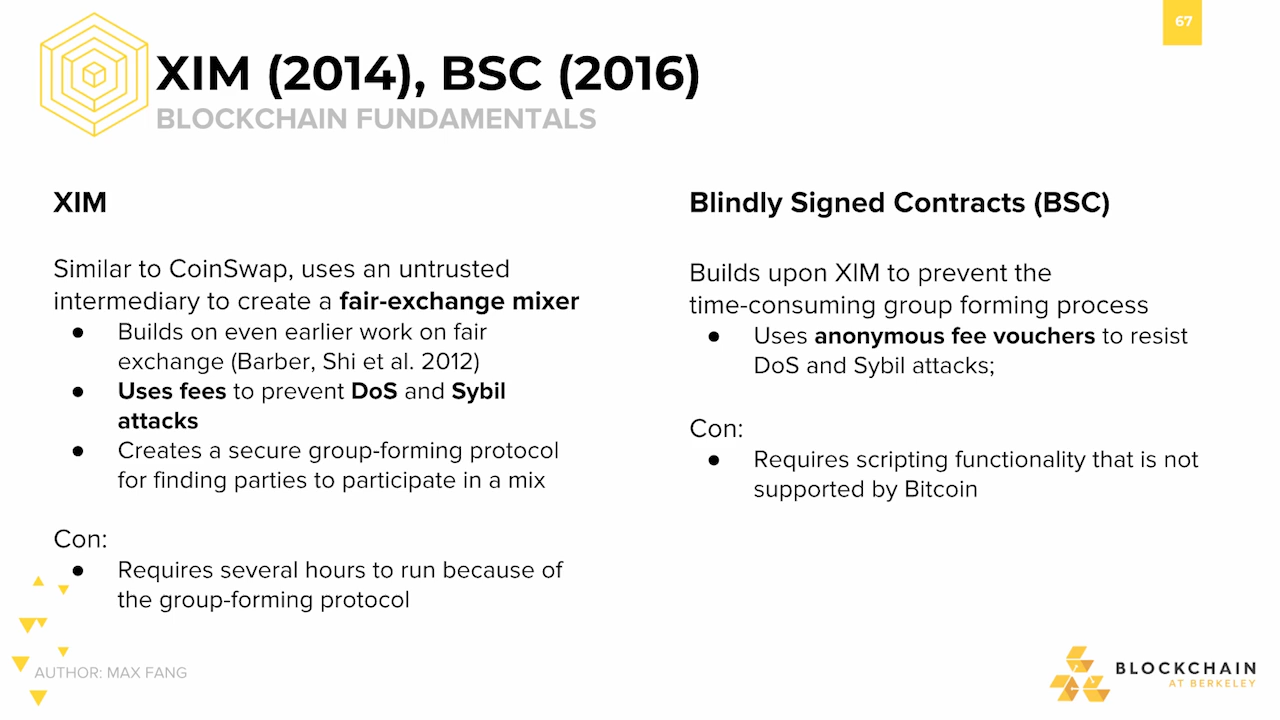 67
XIM (2014), BSC (2016)
BLOCKCHAIN FUNDAMENTALS
XIM
Similar to CoinSwap, uses an untrusted
intermediary to create a fair-exchange mixer
● Builds on even earlier work on fair
exchange (Barber, Shi et al. 2012)
● Uses fees to prevent DoS and Sybil
attacks
● Creates a secure group-forming protocol
for finding parties to participate in a mix
Con:
● Requires several hours to run because of
the group-forming protocol
Blindly Signed Contracts (BSC)
Builds upon XIM to prevent the
time-consuming group forming process
● Uses anonymous fee vouchers to resist
DoS and Sybil attacks;
Con:
● Requires scripting functionality that is not
supported by Bitcoin
AUTHOR: MAX FANG
BLOCKCHAIN
AT BERKELEY